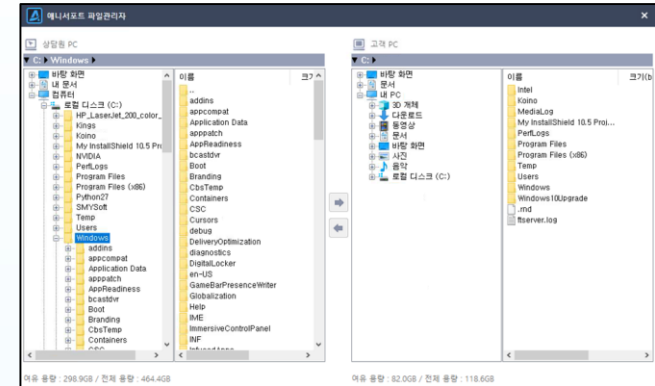 애니서포트 파일관리자
상담원 PC
C: Windows
바탕 화면
내 문서
컴퓨터
로컬 디스크 (C:)
HP_LaserJet_200_color_
Kings
Koino
My InstallShield 10.5 Pri
NVIDIA
PerfLogs
Program Files
Program Files (x86)
Python27
SMYSoft
Temp
Users
Windows
addins
appcompat
Application Data
apppatch
AppReadiness
bcastdvr
Boot
Branding
CbsTemp
Containers
CSC
이름
크기
..
addins
appcompat
Application Data
apppatch
AppReadiness
bcastdvr
Boot
Branding
CbsTemp
Containers
CSC
Cursors
debug
DeliveryOptimization
diagnostics
DigitalLocker
en-US
GameBarPresenceWriter
Globalization
Help
IME
ImmersiveControlPanel
INF
InfusedApps
여유 용량 : 298.9GB / 전체 용량 : 464.4GB
고객 PC
C:
바탕 화면
문서
내 PC
3D 개체
다운로드
동영상
문서
바탕 화면
사진
음악
로컬 디스크 (C:)
이름
크기(b
Intel
Koino
MediaLog
My InstallShield 10.5 Proj...
PerfLogs
Program Files
Program Files (x86)
Temp
Users
Windows
Windows10Upgrade
.rnd
ftserver.log
여유 용량 : 82.0GB / 전체 용량 : 118.6GB